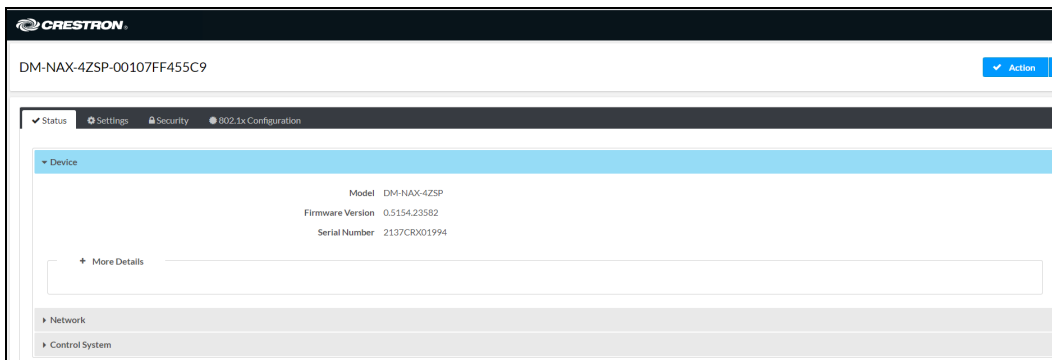 CRESTRON®
DM-NAX-4ZSP-00107FF455C9
Action
Status Settings Security 802.1x Configuration
Device
Model DM-NAX-4ZSP
Firmware Version 0.5154.23582
Serial Number 2137CRX01994
+ More Details
Network
Control System